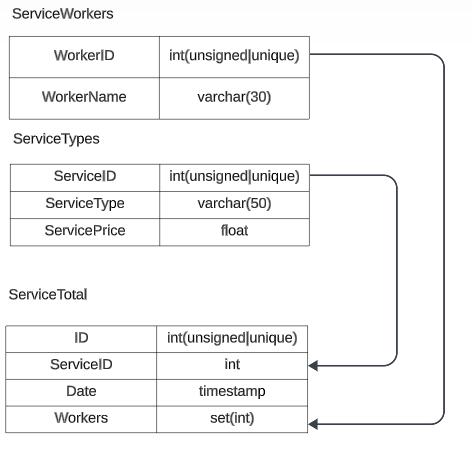 ServiceWorkers
WorkerID int(unsigned|unique)
WorkerName varchar(30)
ServiceTypes
ServiceID int(unsigned|unique)
ServiceType varchar(50)
ServicePrice float
ServiceTotal
ID int(unsigned|unique)
ServiceID int
Date timestamp
Workers set(int)